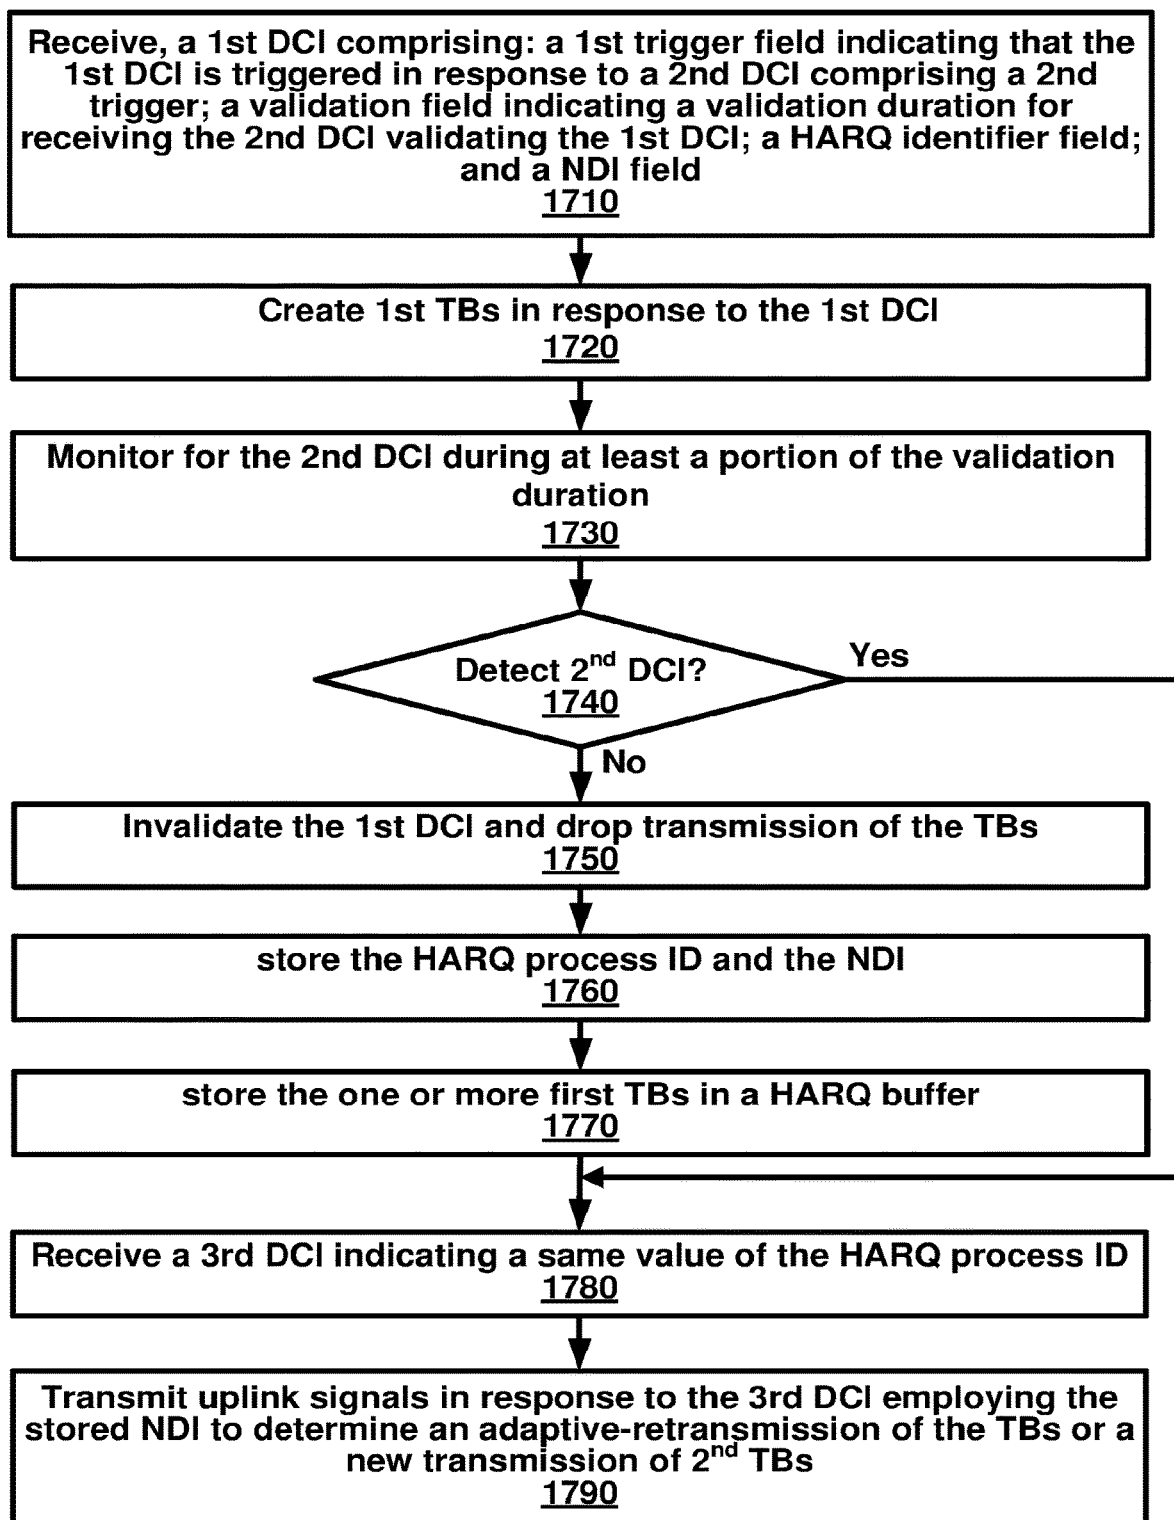 Receive, a 1st DCI comprising: a 1st trigger field indicating that the
1st DCI is triggered in response to a 2nd DCI comprising a 2nd
trigger; a validation field indicating a validation duration for
receiving the 2nd DCI validating the 1st DCI; a HARQ identifier field;
and a NDI field
1710
Create 1st TBs in response to the 1st DCI
1720
Monitor for the 2nd DCI during at least a portion of the validation
duration
1730
Detect 2nd DCI?
1740
Yes
No
Invalidate the 1st DCI and drop transmission of the TBs
1750
store the HARQ process ID and the NDI
1760
store the one or more first TBs in a HARQ buffer
1770
Receive a 3rd DCI indicating a same value of the HARQ process ID
1780
Transmit uplink signals in response to the 3rd DCI employing the
stored NDI to determine an adaptive-retransmission of the TBs or a
new transmission of 2nd TBs
1790